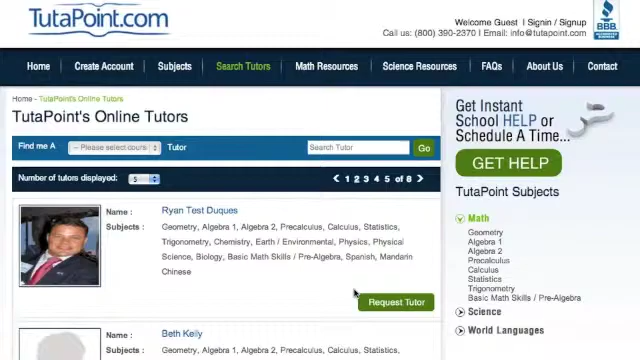 TutaPoint.com
Welcome Guest | Signin / Signup
Call us: (800) 390-2370 | Email: info@tutapoint.com
BBB
Home Create Account Subjects Search Tutors Math Resources Science Resources FAQs About Us Contact
Home - TutaPoint's Online Tutors
TutaPoint's Online Tutors
Find me A -- Please select cours Tutor Search Tutor Go
Number of tutors displayed: 5 1 2 3 4 5 of 8
Name : Ryan Test Duques
Subjects : Geometry, Algebra 1, Algebra 2, Precalculus, Calculus, Statistics,
Trigonometry, Chemistry, Earth / Environmental, Physics, Physical
Science, Biology, Basic Math Skills / Pre-Algebra, Spanish, Mandarin
Chinese
Request Tutor
Name : Beth Kelly
Subjects : Geometry, Algebra 1, Algebra 2, Precalculus, Calculus, Statistics,
Get Instant
School HELP or
Schedule A Time...
GET HELP
TutaPoint Subjects
Math
Geometry
Algebra 1
Algebra 2
Precalculus
Calculus
Statistics
Trigonometry
Basic Math Skills / Pre-Algebra
Science
World Languages